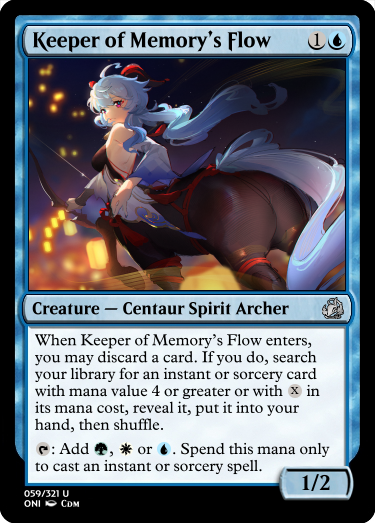 Keeper of Memory's Flow 1
Creature — Centaur Spirit Archer
When Keeper of Memory's Flow enters,
you may discard a card. If you do, search
your library for an instant or sorcery card
with mana value 4 or greater or with X in
its mana cost, reveal it, put it into your
hand, then shuffle.
: Add , or . Spend this mana only
to cast an instant or sorcery spell.
1/2
059/321 U
ONI CDM